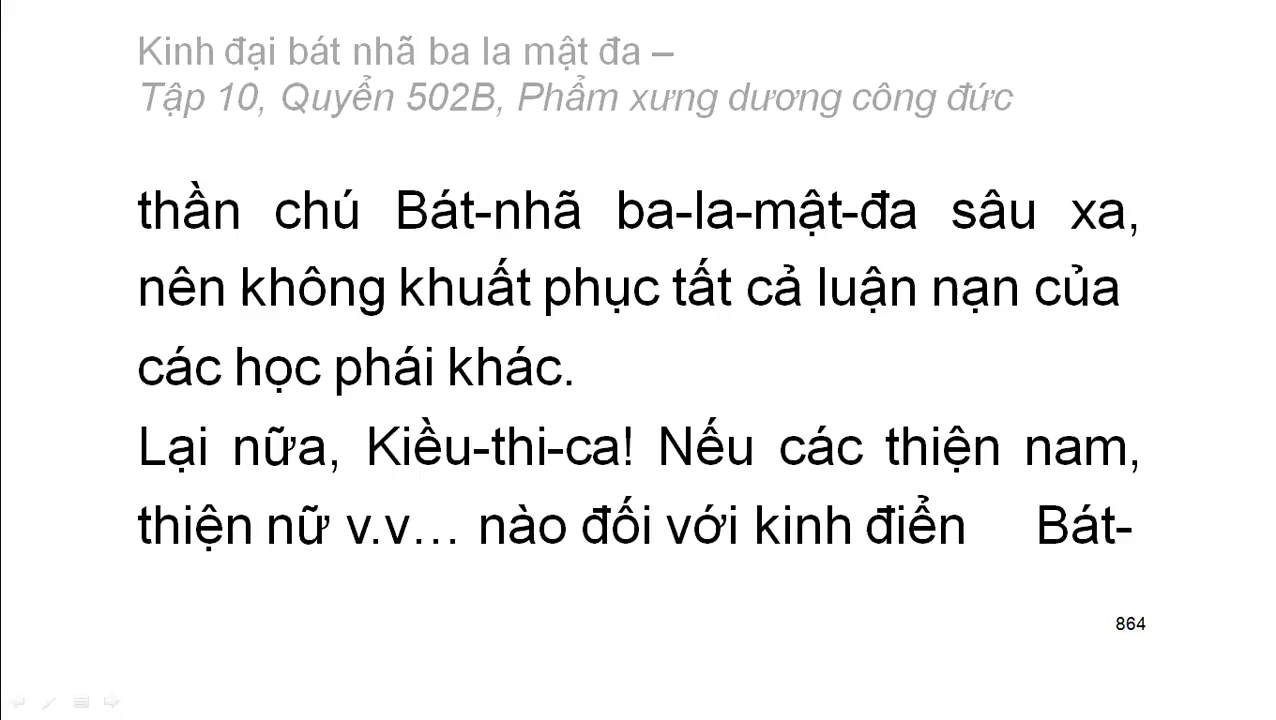 Kinh đại bát nhã ba la mật đa –
Tập 10, Quyển 502B, Phẩm xưng dương công đức
thần chú Bát-nhã ba-la-mật-đa sâu xa,
nên không khuất phục tất cả luận nạn của
các học phái khác.
Lại nữa, Kiều-thi-ca! Nếu các thiện nam,
thiện nữ v.v… nào đối với kinh điển Bát-
864